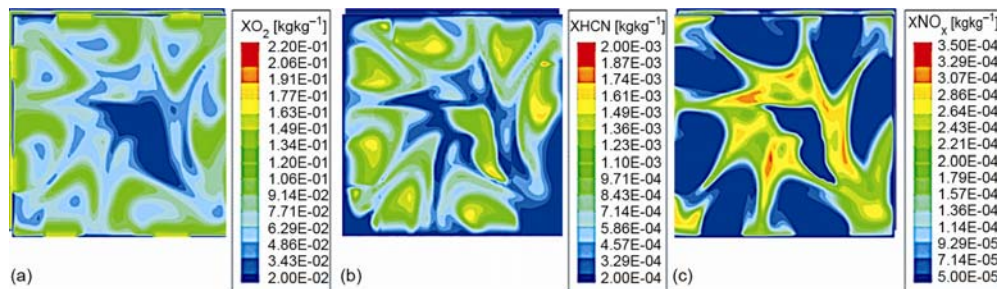 XO₂ [kgkg⁻¹]
2.20E-01
2.06E-01
1.91E-01
1.77E-01
1.63E-01
1.49E-01
1.34E-01
1.20E-01
1.06E-01
9.14E-02
7.71E-02
6.29E-02
4.86E-02
3.43E-02
2.00E-02
(a)
XHCN [kgkg⁻¹]
2.00E-03
1.87E-03
1.74E-03
1.61E-03
1.49E-03
1.36E-03
1.23E-03
1.10E-03
9.71E-04
8.43E-04
7.14E-04
5.86E-04
4.57E-04
3.29E-04
2.00E-04
(b)
XNOₓ [kgkg⁻¹]
3.50E-04
3.29E-04
3.07E-04
2.86E-04
2.64E-04
2.43E-04
2.21E-04
2.00E-04
1.79E-04
1.57E-04
1.36E-04
1.14E-04
9.29E-05
7.14E-05
5.00E-05
(c)